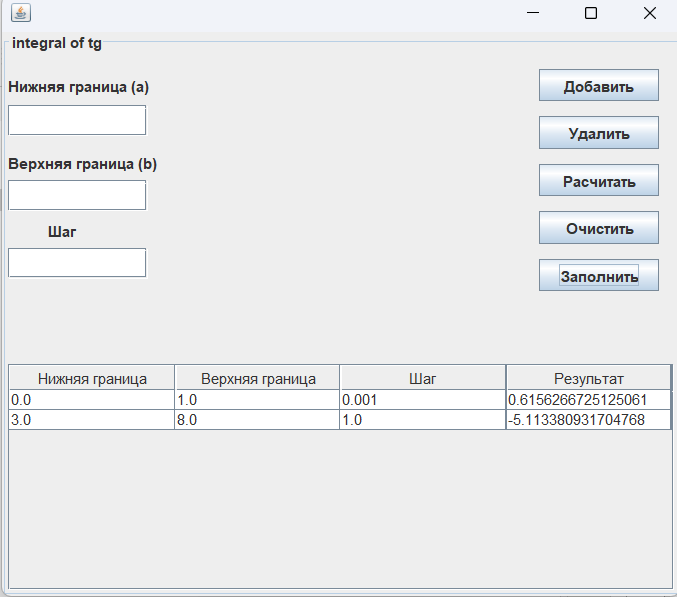 integral of tg
Нижняя граница (a)
Добавить
Удалить
Верхняя граница (b)
Расчитать
Шаг
Очистить
Заполнить
Нижняя граница Верхняя граница Шаг Результат
0.0 1.0 0.001 0.6156266725125061
3.0 8.0 1.0 -5.113380931704768